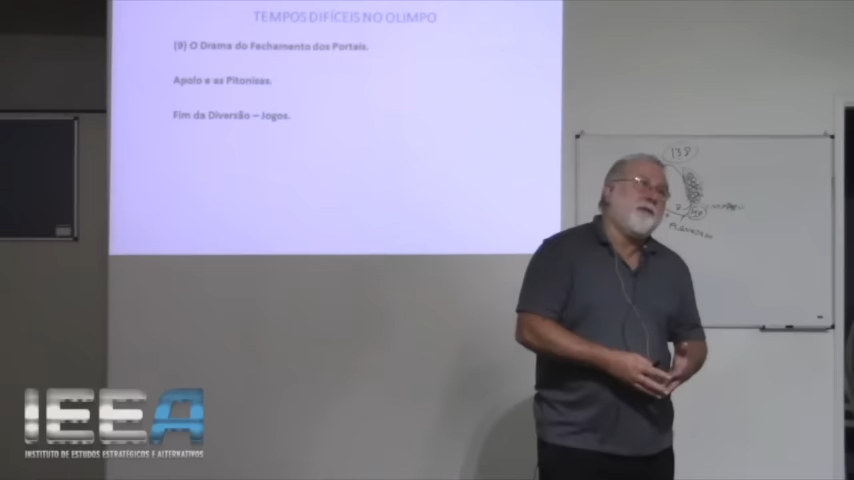 TEMPOS DIFÍCEIS NO OLIMPO
(9) O Drama do Fechamento dos Portais.
Apolo e as Pitonisas.
Fim da Diversão – Jogos.
138
IEEA
INSTITUTO DE ESTUDOS ESTRATÉGICOS E ALTERNATIVOS